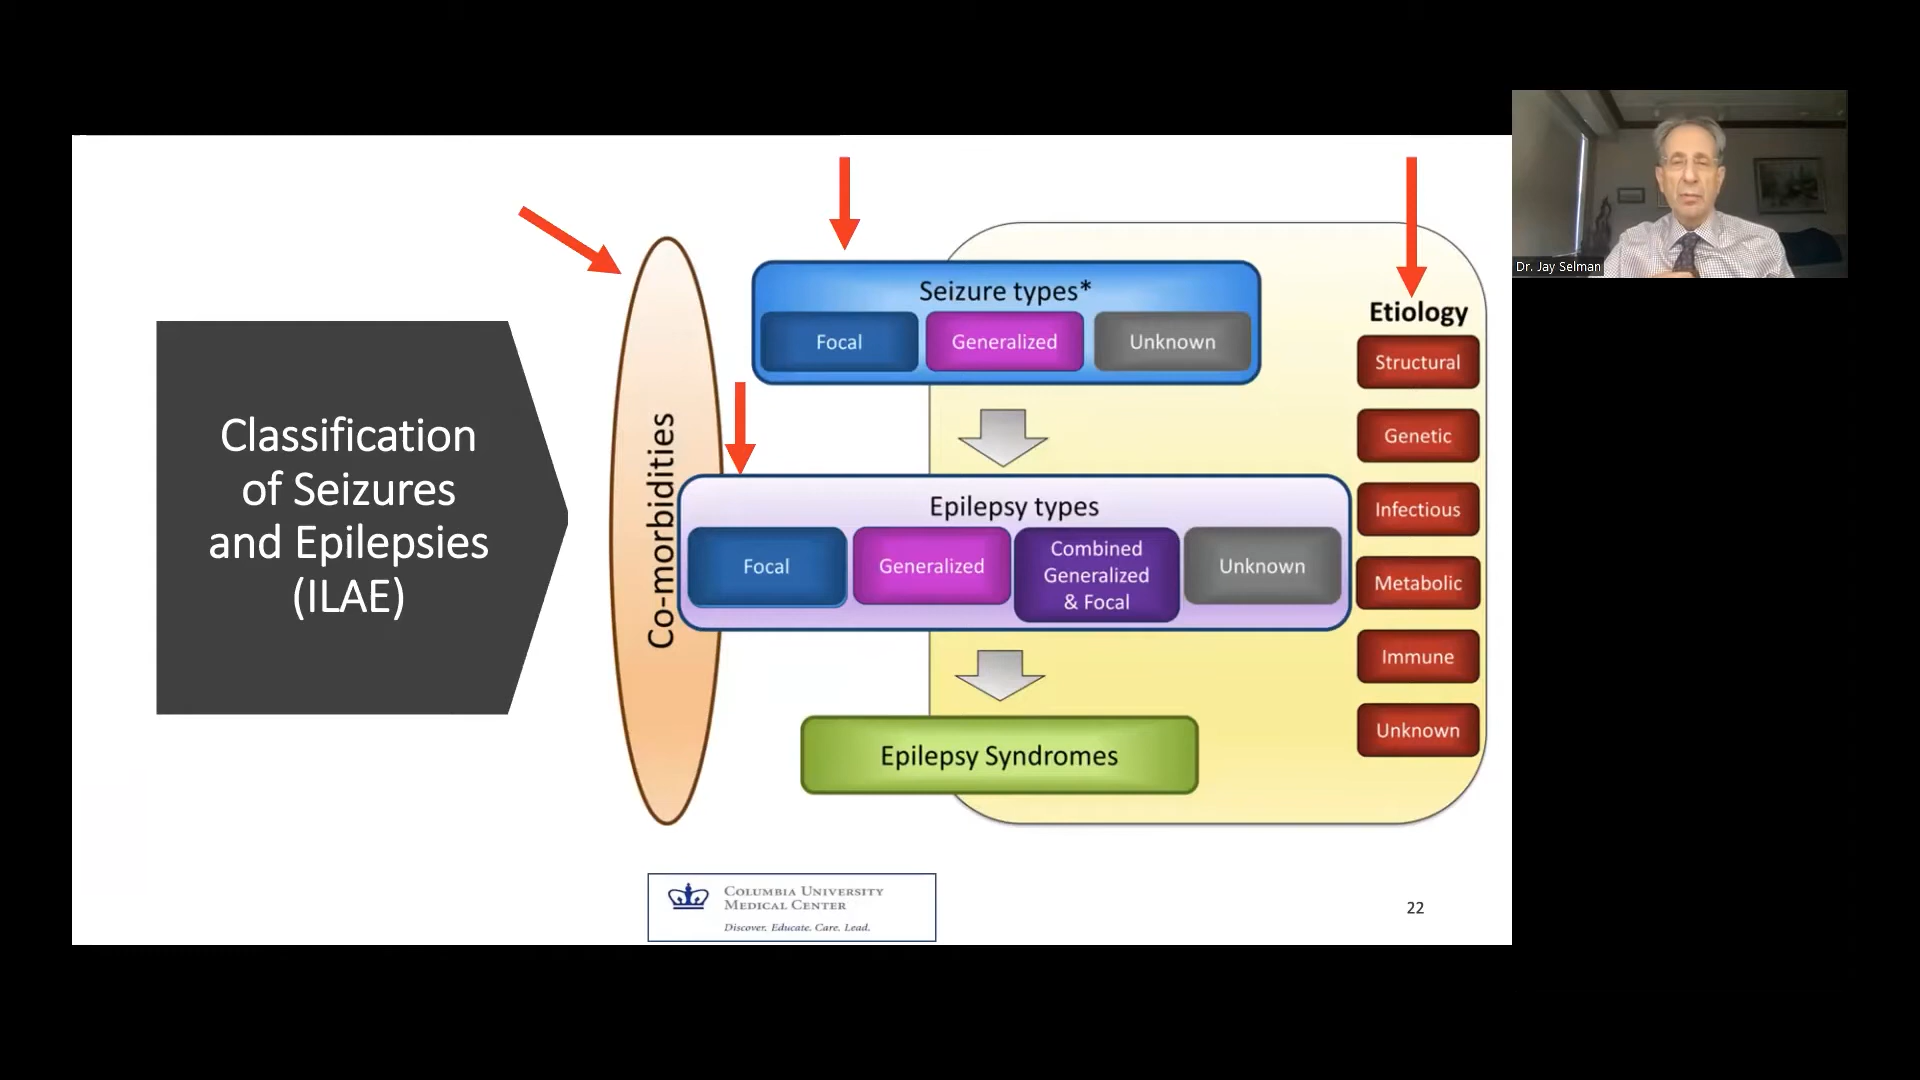 Classification
of Seizures
and Epilepsies
(ILAE)
Co-morbidities
Seizure types*
Focal
Generalized
Unknown
Epilepsy types
Focal
Generalized
Combined
Generalized
& Focal
Unknown
Epilepsy Syndromes
Etiology
Structural
Genetic
Infectious
Metabolic
Immune
Unknown
COLUMBIA UNIVERSITY
MEDICAL CENTER
Discover. Educate. Care. Lead.
22
Dr. Jay Selman